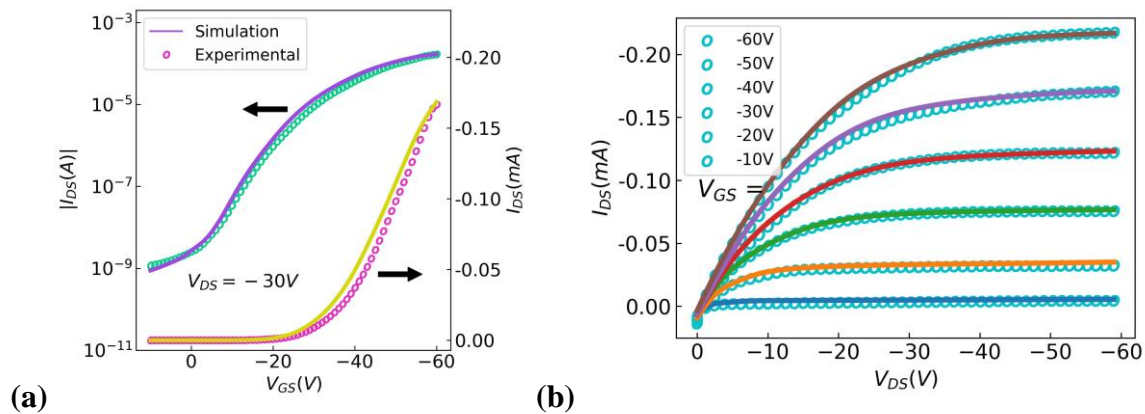 10⁻³
10⁻⁵
10⁻⁷
10⁻⁹
10⁻¹¹
|I_DS(A)|
Simulation
Experimental
V_DS = −30V
0
−20
−40
−60
V_GS(V)
-0.20
-0.15
-0.10
-0.05
0.00
I_DS(mA)
(a)
-0.20
-0.15
-0.10
-0.05
0.00
I_DS(mA)
-60V
-50V
-40V
-30V
-20V
-10V
V_GS =
0
−10
−20
−30
−40
−50
−60
V_DS(V)
(b)